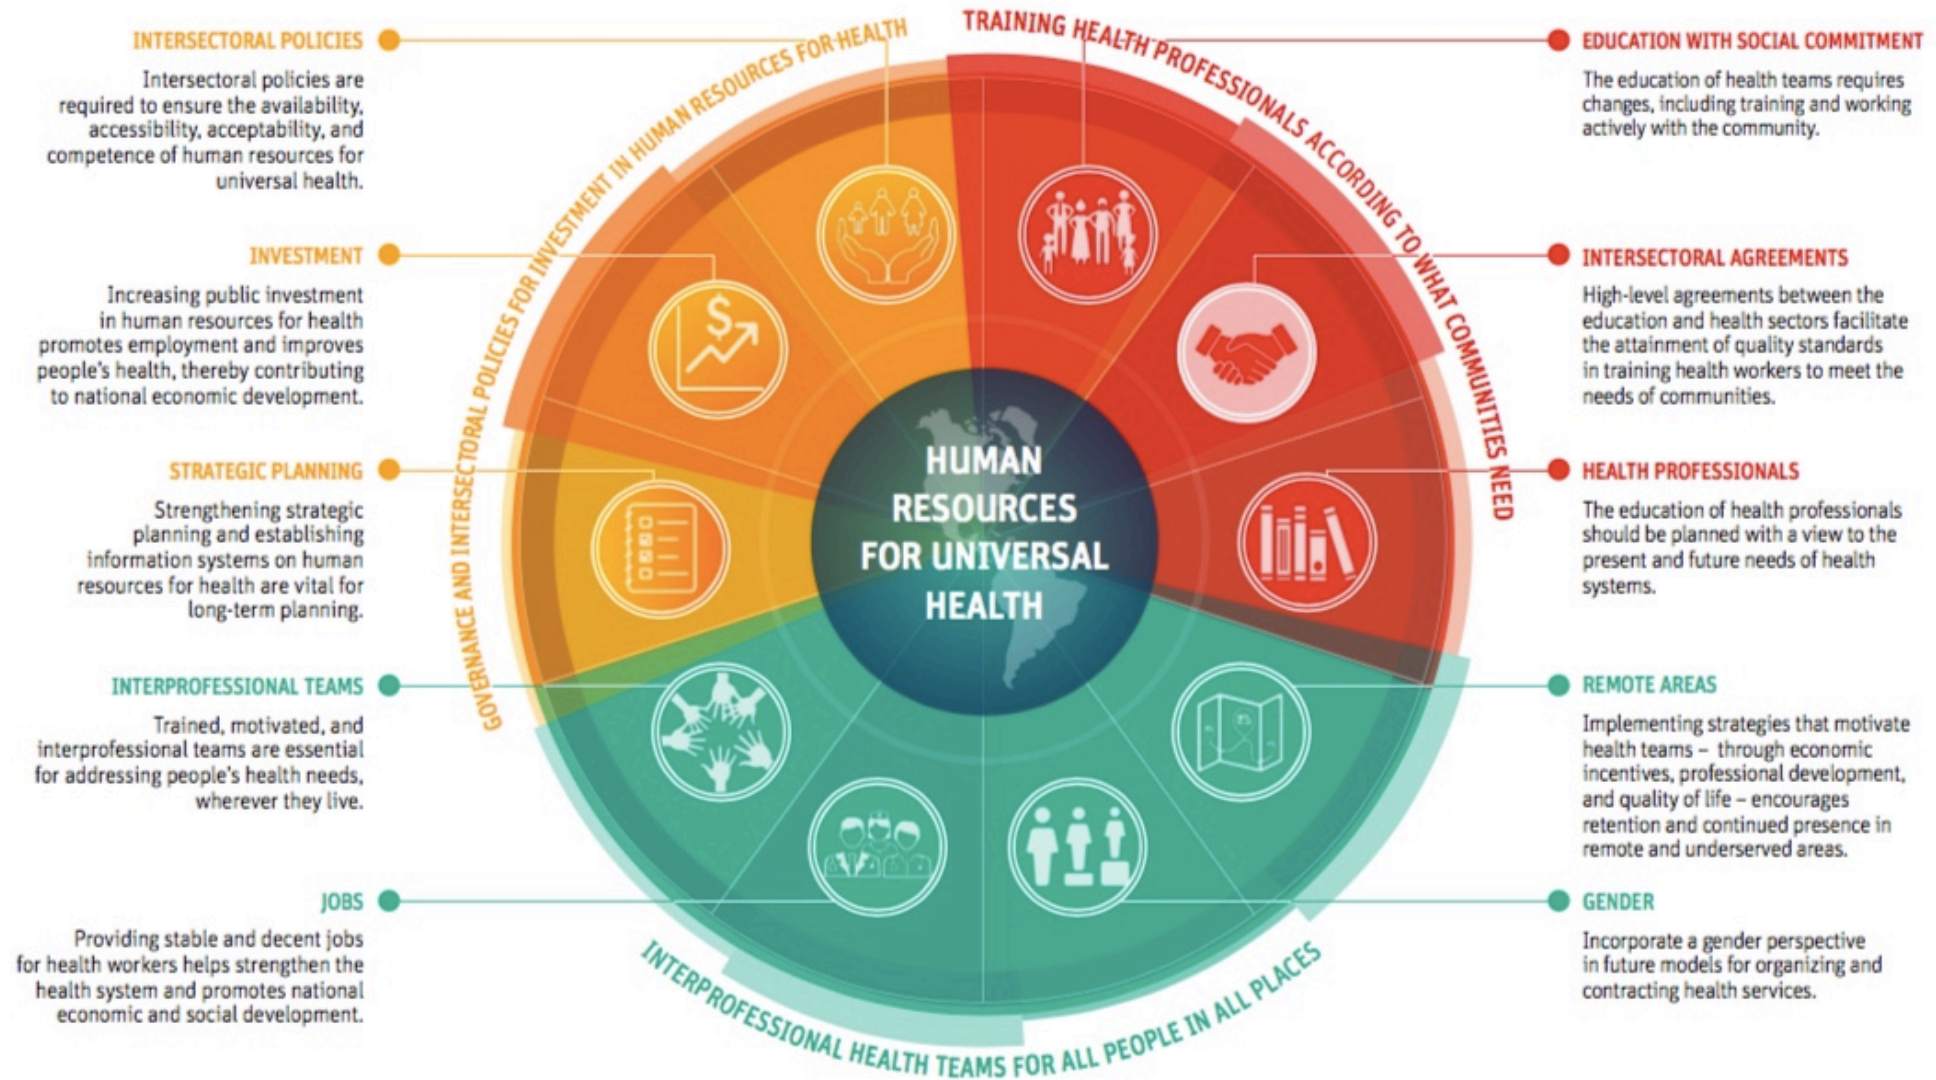 INTERSECTORAL POLICIES
Intersectoral policies are
required to ensure the availability,
accessibility, acceptability, and
competence of human resources for
universal health.
INVESTMENT
Increasing public investment
in human resources for health
promotes employment and improves
people's health, thereby contributing
to national economic development.
STRATEGIC PLANNING
Strengthening strategic
planning and establishing
information systems on human
resources for health are vital for
long-term planning.
INTERPROFESSIONAL TEAMS
Trained, motivated, and
interprofessional teams are essential
for addressing people's health needs,
wherever they live.
JOBS
Providing stable and decent jobs
for health workers helps strengthen the
health system and promotes national
economic and social development.
GOVERNANCE AND INTERSECTORAL POLICIES FOR INVESTMENT IN HUMAN RESOURCES FOR HEALTH
TRAINING HEALTH PROFESSIONALS ACCORDING TO WHAT COMMUNITIES NEED
$
HUMAN
RESOURCES
FOR UNIVERSAL
HEALTH
INTERPROFESSIONAL HEALTH TEAMS FOR ALL PEOPLE IN ALL PLACES
EDUCATION WITH SOCIAL COMMITMENT
The education of health teams requires
changes, including training and working
actively with the community.
INTERSECTORAL AGREEMENTS
High-level agreements between the
education and health sectors facilitate
the attainment of quality standards
in training health workers to meet the
needs of communities.
HEALTH PROFESSIONALS
The education of health professionals
should be planned with a view to the
present and future needs of health
systems.
REMOTE AREAS
Implementing strategies that motivate
health teams – through economic
incentives, professional development,
and quality of life – encourages
retention and continued presence in
remote and underserved areas.
GENDER
Incorporate a gender perspective
in future models for organizing and
contracting health services.